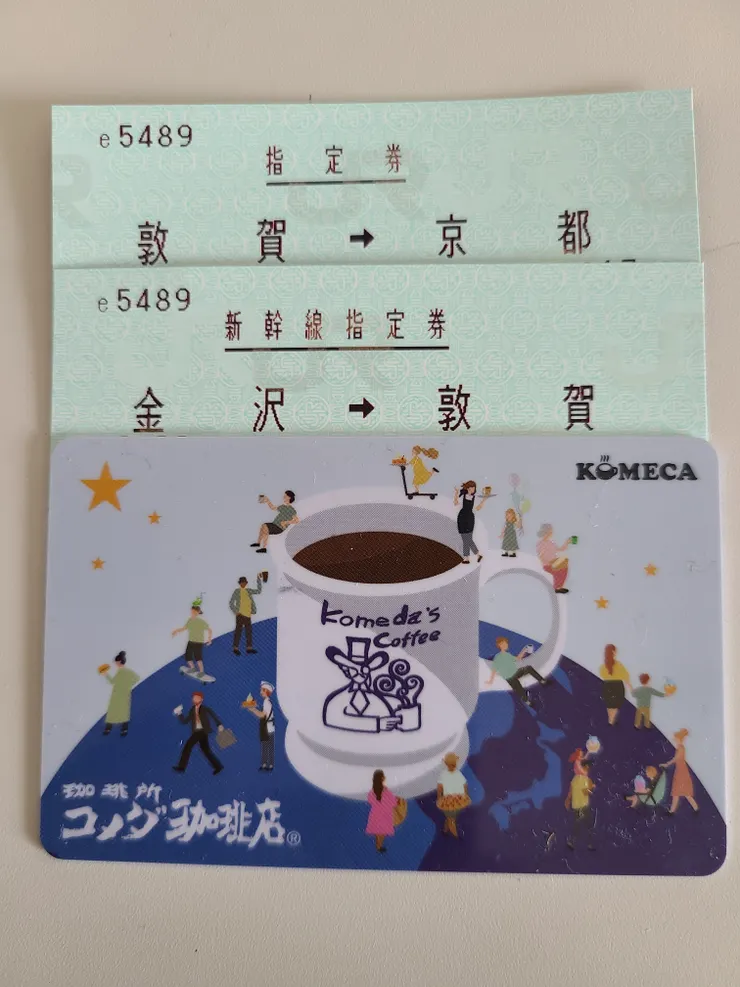 e5489
指定券
敦賀➡京都
e5489
新幹線指定券
金沢➡敦賀
KOMECA
Komeda's
Coffee
珈琲所
コメダ珈琲店®